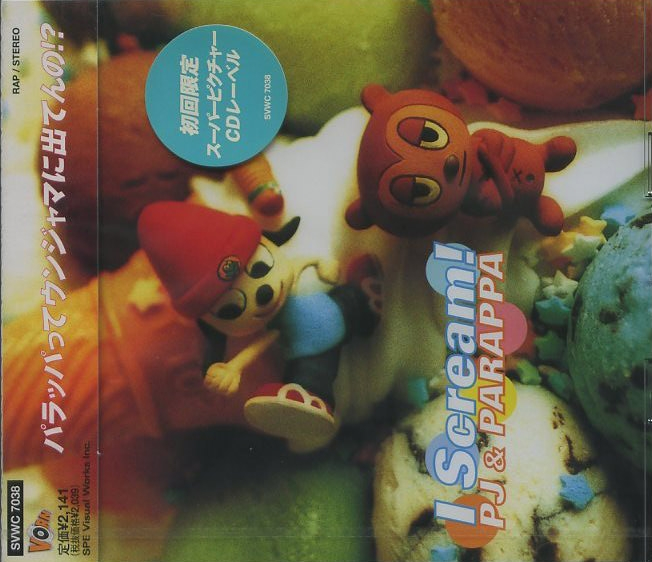 RAP / STEREO
パラッパってウンジャマに出てんの!?
SVWC 7038
定価¥2,141
(税抜価格¥2,039)
SPE Visual Works Inc.
初回限定
スーパーピクチャー
CDレーベル
SVWC 7038
I Scream!
PJ & PARAPPA